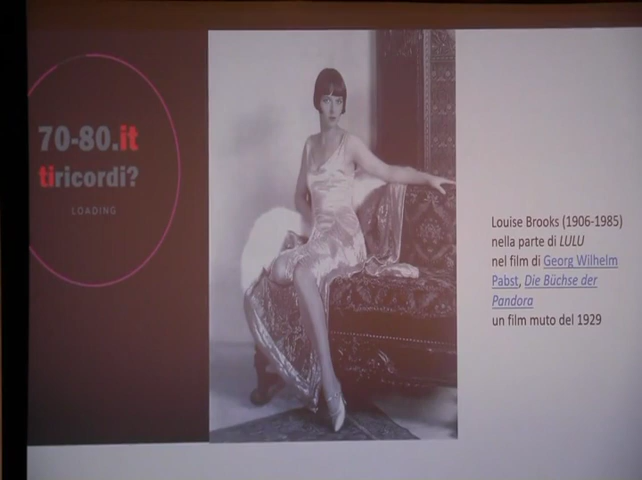 70-80.it
tiricordi?
LOADING
Louise Brooks (1906-1985)
nella parte di LULU
nel film di Georg Wilhelm
Pabst, Die Büchse der
Pandora
un film muto del 1929